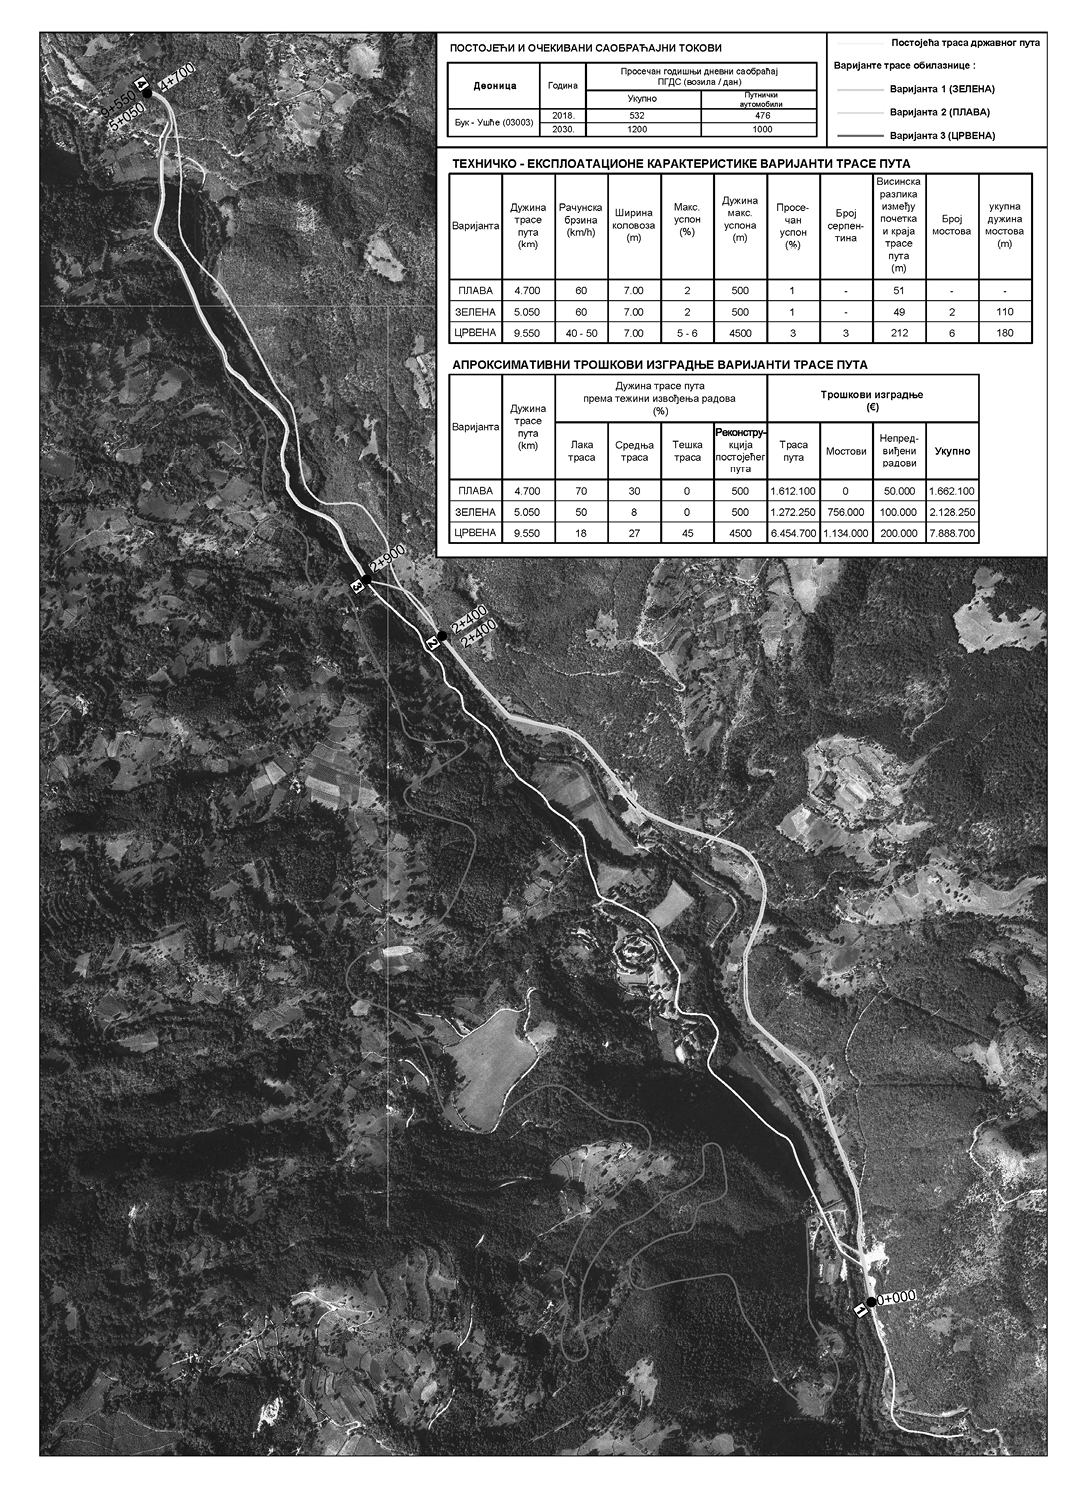 ПОСТОЈЕЋИ И ОЧЕКИВАНИ САОБРАЋАЈНИ ТОКОВИ
Деоница Година Просечан годишњи дневни саобраћај
ПГДС (возила / дан)
Укупно Путнички
аутомобили
Бук - Ушће (03003) 2018. 532 476
2030. 1200 1000
Постојећа траса државног пута
Варијанте трасе обилазнице :
Варијанта 1 (ЗЕЛЕНА)
Варијанта 2 (ПЛАВА)
Варијанта 3 (ЦРВЕНА)
ТЕХНИЧКО - ЕКСПЛОАТАЦИОНЕ КАРАКТЕРИСТИКЕ ВАРИЈАНТИ ТРАСЕ ПУТА
Варијанта
Дужина
трасе
пута
(km)
Рачунска
брзина
(km/h)
Ширина
коловоза
(m)
Макс.
успон
(%)
Дужина
макс.
успона
(m)
Просе-
чан
успон
(%)
Број
серпен-
тина
Висинска
разлика
између
почетка
и краја
трасе
пута
(m)
Број
мостова
укупна
дужина
мостова
(m)
ПЛАВА 4.700 60 7.00 2 500 1 - 51 - -
ЗЕЛЕНА 5.050 60 7.00 2 500 1 - 49 2 110
ЦРВЕНА 9.550 40 - 50 7.00 5 - 6 4500 3 3 212 6 180
АПРОКСИМАТИВНИ ТРОШКОВИ ИЗГРАДЊЕ ВАРИЈАНТИ ТРАСЕ ПУТА
Варијанта
Дужина
трасе
пута
(km)
Дужина трасе пута
према тежини извођења радова
(%)
Трошкови изградње
(€)
Лака
траса
Средња
траса
Тешка
траса
Реконстру-
кција
постојећег
пута
Траса
пута
Мостови
Непред-
виђени
радови
Укупно
ПЛАВА 4.700 70 30 0 500 1.612.100 0 50.000 1.662.100
ЗЕЛЕНА 5.050 50 8 0 500 1.272.250 756.000 100.000 2.128.250
ЦРВЕНА 9.550 18 27 45 4500 6.454.700 1.134.000 200.000 7.888.700
4
4+700
9+550
5+050
3
2+900
2
2+400
2+400
1
0+000